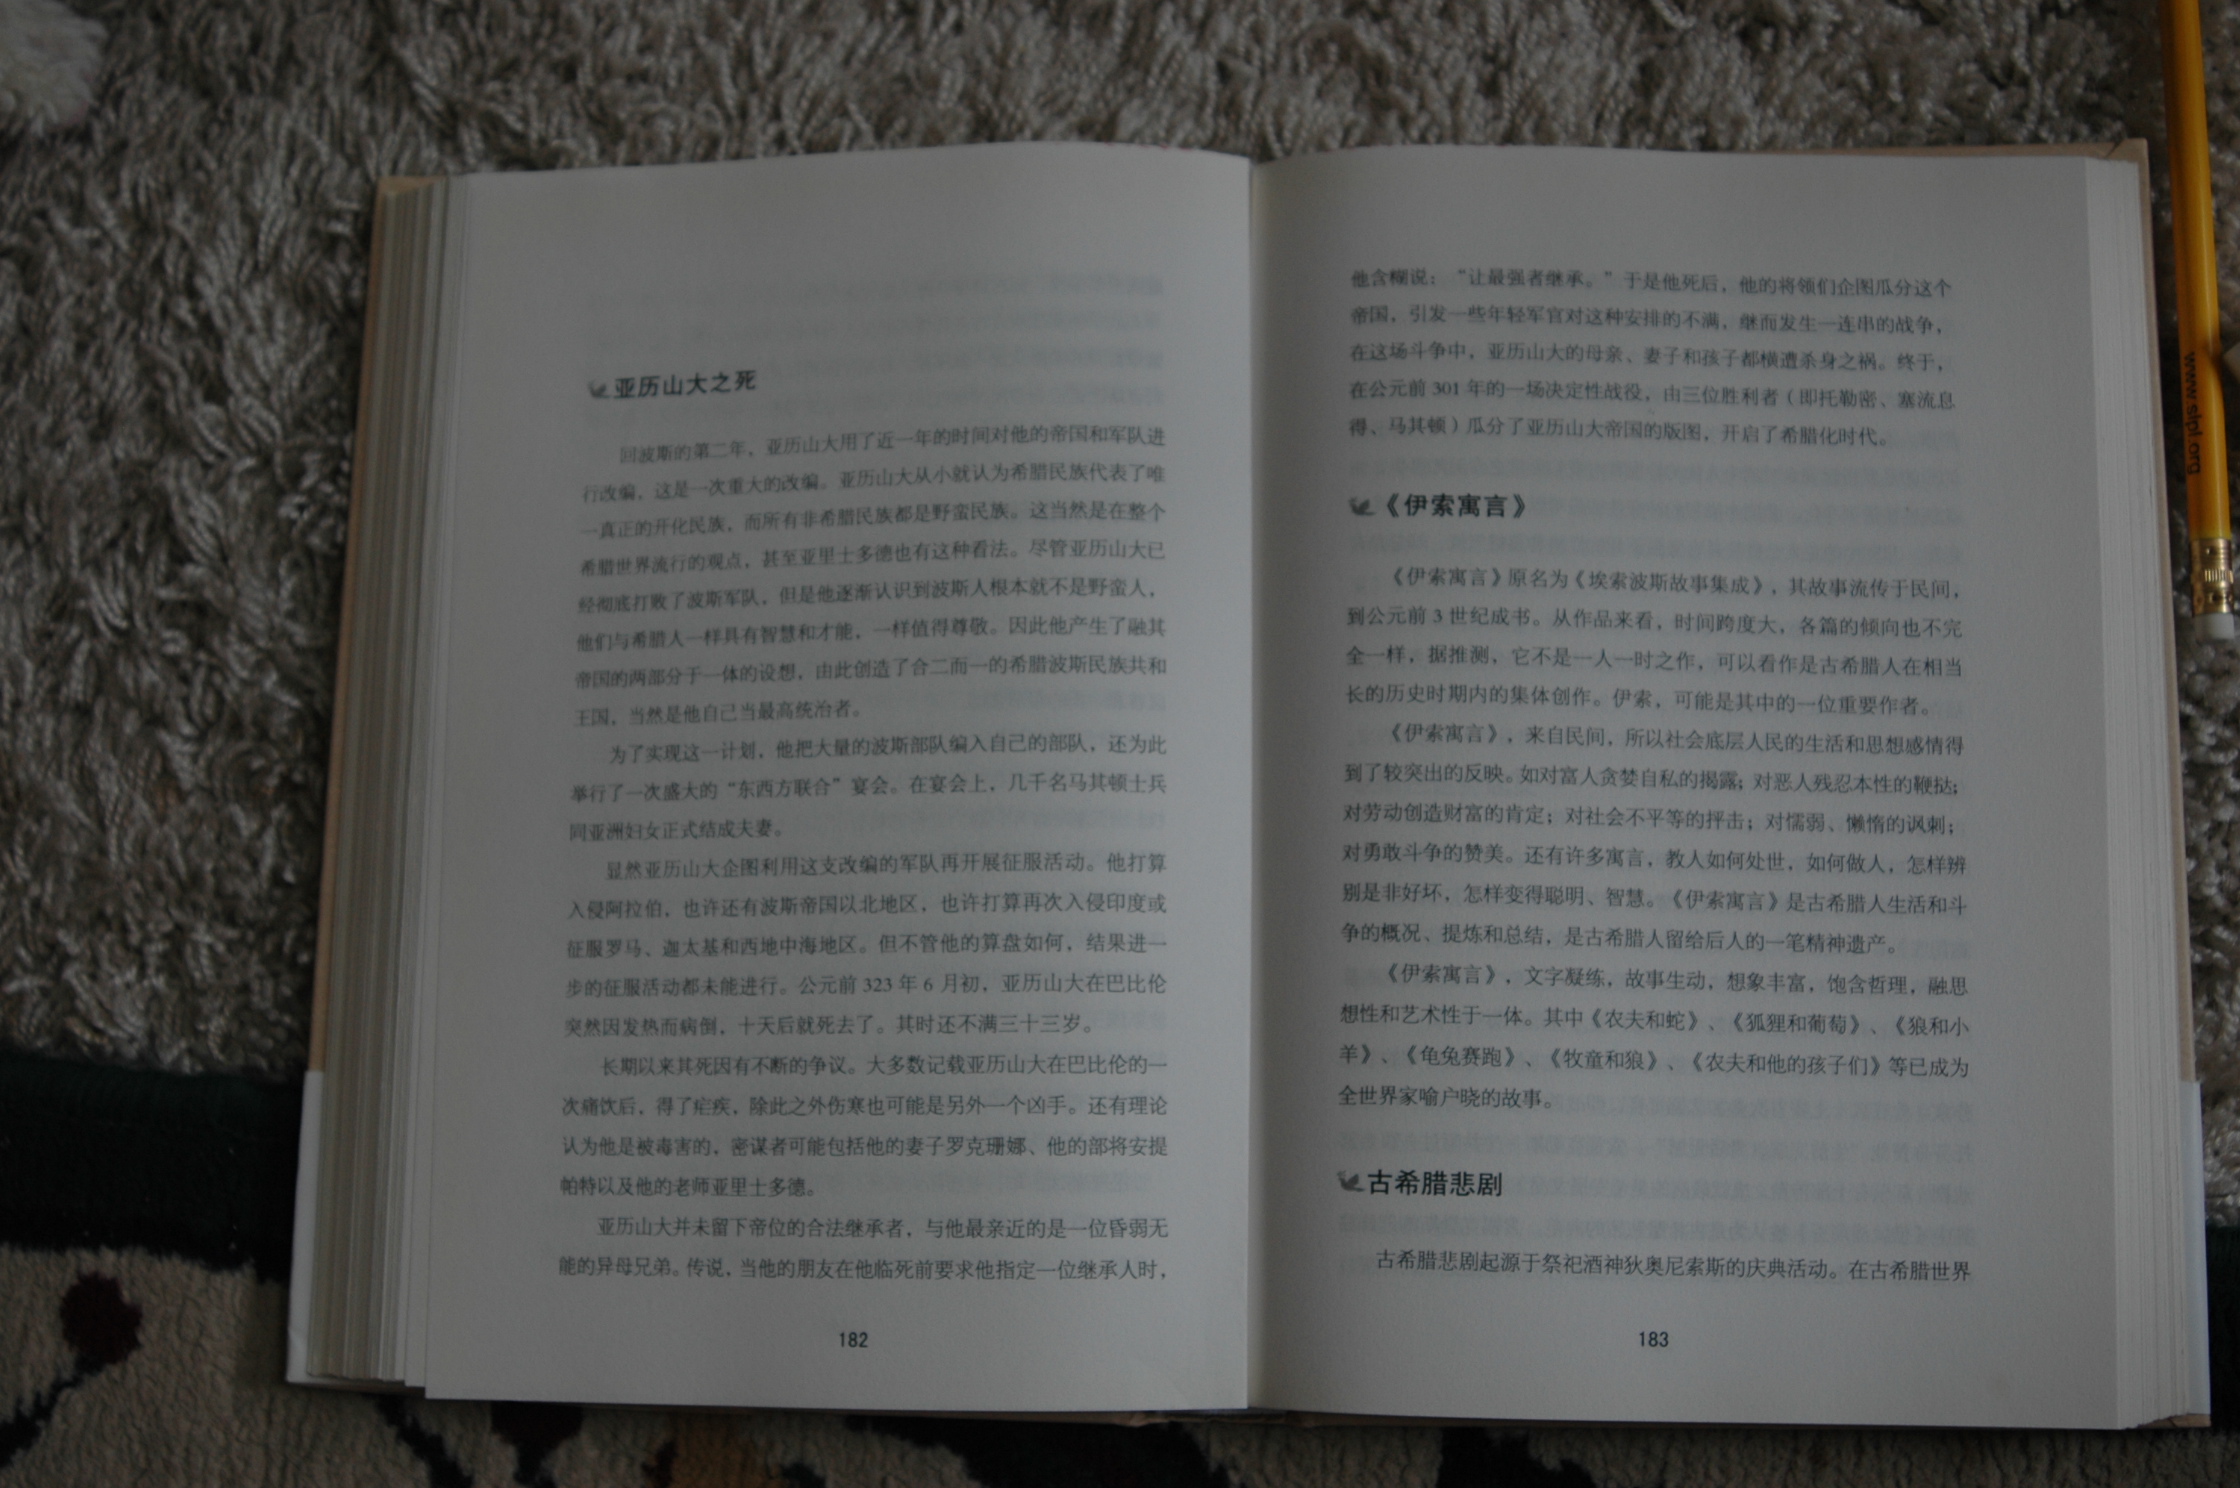 www.slpl.org
亚历山大之死
回波斯的第二年，亚历山大用了近一年的时间对他的帝国和军队进
行改编，这是一次重大的改编。亚历山大从小就认为希腊民族代表了唯
一真正的开化民族，而所有非希腊民族都是野蛮民族。这当然是在整个
希腊世界流行的观点，甚至亚里士多德也有这种看法。尽管亚历山大已
经彻底打败了波斯军队，但是他逐渐认识到波斯人根本就不是野蛮人，
他们与希腊人一样具有智慧和才能，一样值得尊敬。因此他产生了融其
帝国的两部分于一体的设想，由此创造了合二而一的希腊波斯民族共和
王国，当然是他自己当最高统治者。
为了实现这一计划，他把大量的波斯部队编入自己的部队，还为此
举行了一次盛大的“东西方联合”宴会。在宴会上，几千名马其顿士兵
同亚洲妇女正式结成夫妻。
显然亚历山大企图利用这支改编的军队再开展征服活动。他打算
入侵阿拉伯，也许还有波斯帝国以北地区，也许打算再次入侵印度或
征服罗马、迦太基和西地中海地区。但不管他的算盘如何，结果进一
步的征服活动都未能进行。公元前 323 年 6 月初，亚历山大在巴比伦
突然因发热而病倒，十天后就死去了。其时还不满三十三岁。
长期以来其死因有不断的争议。大多数记载亚历山大在巴比伦的一
次痛饮后，得了疟疾，除此之外伤寒也可能是另外一个凶手。还有理论
认为他是被毒害的，密谋者可能包括他的妻子罗克珊娜、他的部将安提
帕特以及他的老师亚里士多德。
亚历山大并未留下帝位的合法继承者，与他最亲近的是一位昏弱无
能的异母兄弟。传说，当他的朋友在他临死前要求他指定一位继承人时，
182
他含糊说：“让最强者继承。”于是他死后，他的将领们企图瓜分这个
帝国，引发一些年轻军官对这种安排的不满，继而发生一连串的战争，
在这场斗争中，亚历山大的母亲、妻子和孩子都横遭杀身之祸。终于，
在公元前 301 年的一场决定性战役，由三位胜利者（即托勒密、塞流息
得、马其顿）瓜分了亚历山大帝国的版图，开启了希腊化时代。
《伊索寓言》
《伊索寓言》原名为《埃索波斯故事集成》，其故事流传于民间，
到公元前 3 世纪成书。从作品来看，时间跨度大，各篇的倾向也不完
全一样，据推测，它不是一人一时之作，可以看作是古希腊人在相当
长的历史时期内的集体创作。伊索，可能是其中的一位重要作者。
《伊索寓言》，来自民间，所以社会底层人民的生活和思想感情得
到了较突出的反映。如对富人贪婪自私的揭露；对恶人残忍本性的鞭挞；
对劳动创造财富的肯定；对社会不平等的抨击；对懦弱、懒惰的讽刺；
对勇敢斗争的赞美。还有许多寓言，教人如何处世，如何做人，怎样辨
别是非好坏，怎样变得聪明、智慧。《伊索寓言》是古希腊人生活和斗
争的概况、提炼和总结，是古希腊人留给后人的一笔精神遗产。
《伊索寓言》，文字凝练，故事生动，想象丰富，饱含哲理，融思
想性和艺术性于一体。其中《农夫和蛇》、《狐狸和葡萄》、《狼和小
羊》、《龟兔赛跑》、《牧童和狼》、《农夫和他的孩子们》等已成为
全世界家喻户晓的故事。
古希腊悲剧
古希腊悲剧起源于祭祀酒神狄奥尼索斯的庆典活动。在古希腊世界
183